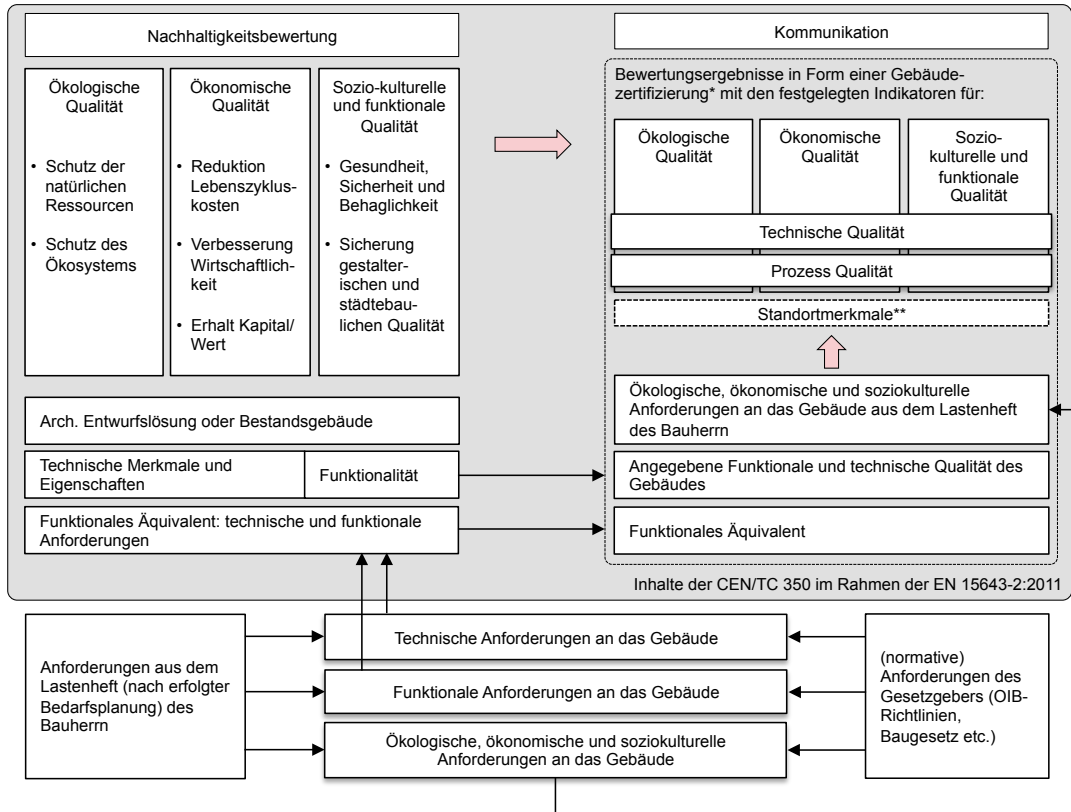 Nachhaltigkeitsbewertung
Ökologische
Qualität
• Schutz der
natürlichen
Ressourcen
• Schutz des
Ökosystems
Ökonomische
Qualität
• Reduktion
Lebenszyklus-
kosten
• Verbesserung
Wirtschaftlich-
keit
• Erhalt Kapital/
Wert
Sozio-kulturelle
und funktionale
Qualität
• Gesundheit,
Sicherheit und
Behaglichkeit
• Sicherung
gestalter-
ischen und
städtebau-
lichen Qualität
Arch. Entwurfslösung oder Bestandsgebäude
Technische Merkmale und
Eigenschaften
Funktionalität
Funktionales Äquivalent: technische und funktionale
Anforderungen
Kommunikation
Bewertungsergebnisse in Form einer Gebäude-
zertifizierung* mit den festgelegten Indikatoren für:
Ökologische
Qualität
Ökonomische
Qualität
Sozio-
kulturelle und
funktionale
Qualität
Technische Qualität
Prozess Qualität
Standortmerkmale**
Ökologische, ökonomische und soziokulturelle
Anforderungen an das Gebäude aus dem Lastenheft
des Bauherrn
Angegebene Funktionale und technische Qualität des
Gebäudes
Funktionales Äquivalent
Inhalte der CEN/TC 350 im Rahmen der EN 15643-2:2011
Anforderungen aus dem
Lastenheft (nach erfolgter
Bedarfsplanung) des
Bauherrn
Technische Anforderungen an das Gebäude
Funktionale Anforderungen an das Gebäude
Ökologische, ökonomische und soziokulturelle
Anforderungen an das Gebäude
(normative)
Anforderungen des
Gesetzgebers (OIB-
Richtlinien,
Baugesetz etc.)